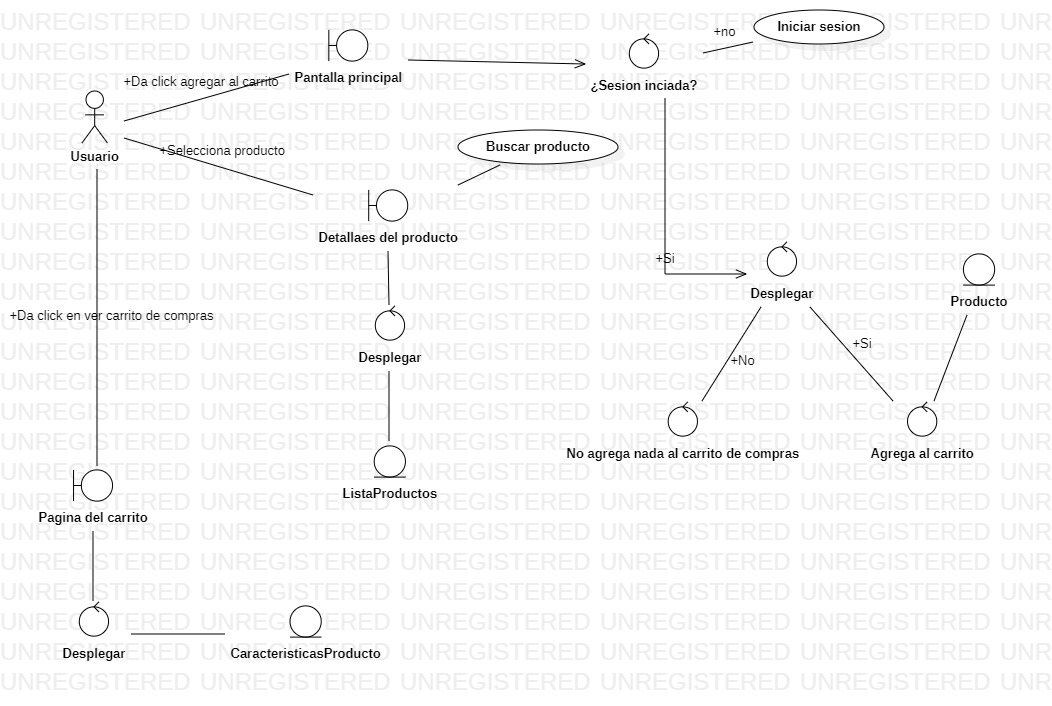 Iniciar sesion
+no
Pantalla principal
¿Sesion inciada?
+Da click agregar al carrito
Usuario
+Selecciona producto
Buscar producto
Detallaes del producto
+Si
Desplegar
Producto
+Da click en ver carrito de compras
Desplegar
+No
+Si
No agrega nada al carrito de compras
Agrega al carrito
ListaProductos
Pagina del carrito
Desplegar
CaracteristicasProducto
UNREGISTERED